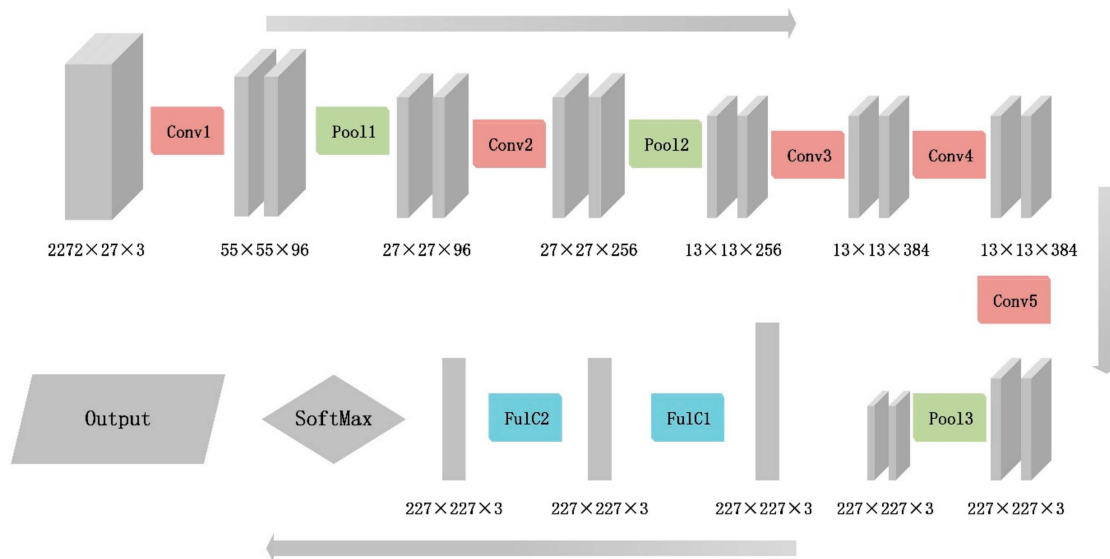 Conv1
Pool1
Conv2
Pool2
Conv3
Conv4
2272×27×3
55×55×96
27×27×96
27×27×256
13×13×256
13×13×384
13×13×384
Conv5
Output
SoftMax
FulC2
FulC1
Pool3
227×227×3
227×227×3
227×227×3
227×227×3
227×227×3